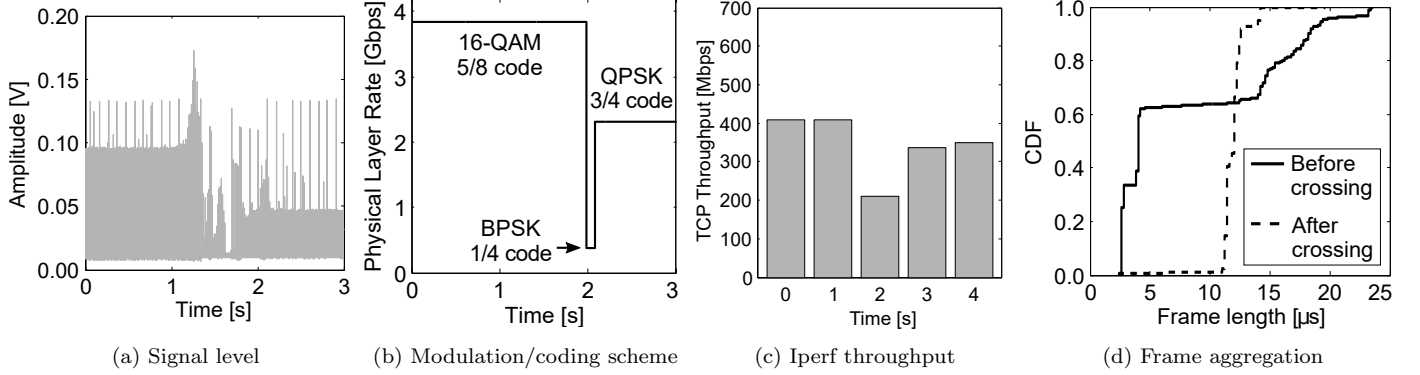 0.20
0.15
0.10
0.05
0.00
Amplitude [V]
0 1 2 3
Time [s]
(a) Signal level
4
3
2
1
0
Physical Layer Rate [Gbps]
16-QAM
5/8 code
QPSK
3/4 code
BPSK
1/4 code
0 1 2 3
Time [s]
(b) Modulation/coding scheme
700
600
500
400
300
200
100
0
TCP Throughput [Mbps]
0 1 2 3 4
Time [s]
(c) Iperf throughput
1.0
0.8
0.6
0.4
0.2
0.0
CDF
Before
crossing
After
crossing
0 5 10 15 20 25
Frame length [µs]
(d) Frame aggregation